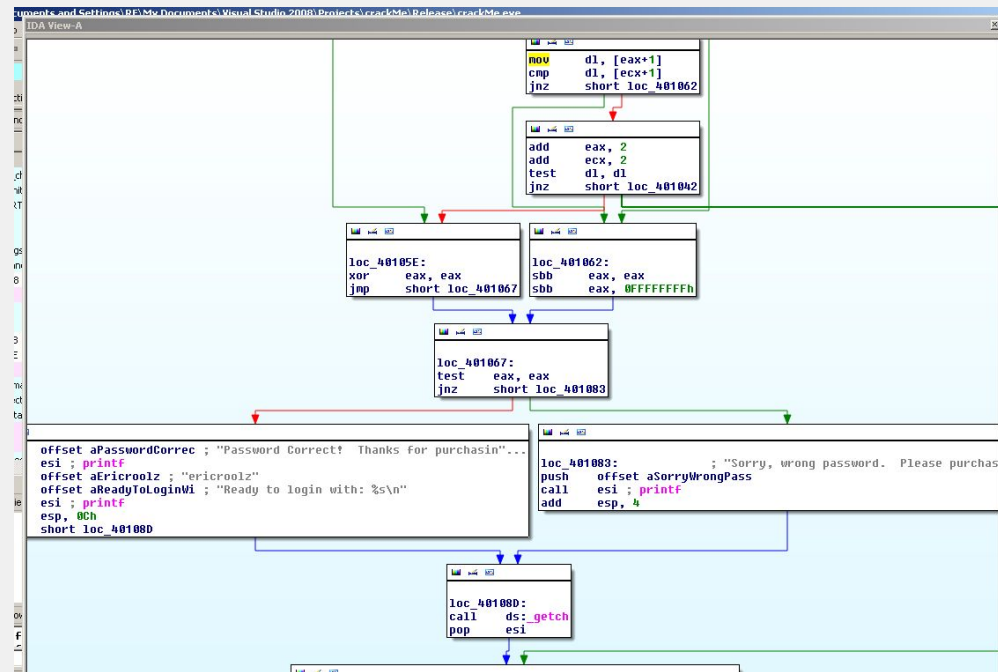 cuments and Settings\RE\My Documents\Visual Studio 2008\Projects\crackMe\Release\crackMe.exe
IDA View-A
mov dl, [eax+1]
cmp dl, [ecx+1]
jnz short loc_401062
add eax, 2
add ecx, 2
test dl, dl
jnz short loc_401042
loc_40105E:
xor eax, eax
jmp short loc_401067
loc_401062:
sbb eax, eax
sbb eax, 0FFFFFFFFh
loc_401067:
test eax, eax
jnz short loc_401083
offset aPasswordCorrec ; "Password Correct!  Thanks for purchasin"...
esi ; printf
offset aEricroolz ; "ericroolz"
offset aReadyToLoginWi ; "Ready to login with: %s\n"
esi ; printf
esp, 0Ch
short loc_40108D
loc_401083: ; "Sorry, wrong password.  Please purchas
push offset aSorryWrongPass
call esi ; printf
add esp, 4
loc_40108D:
call ds:_getch
pop esi